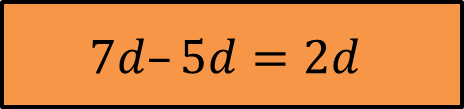 7d– 5d = 2d